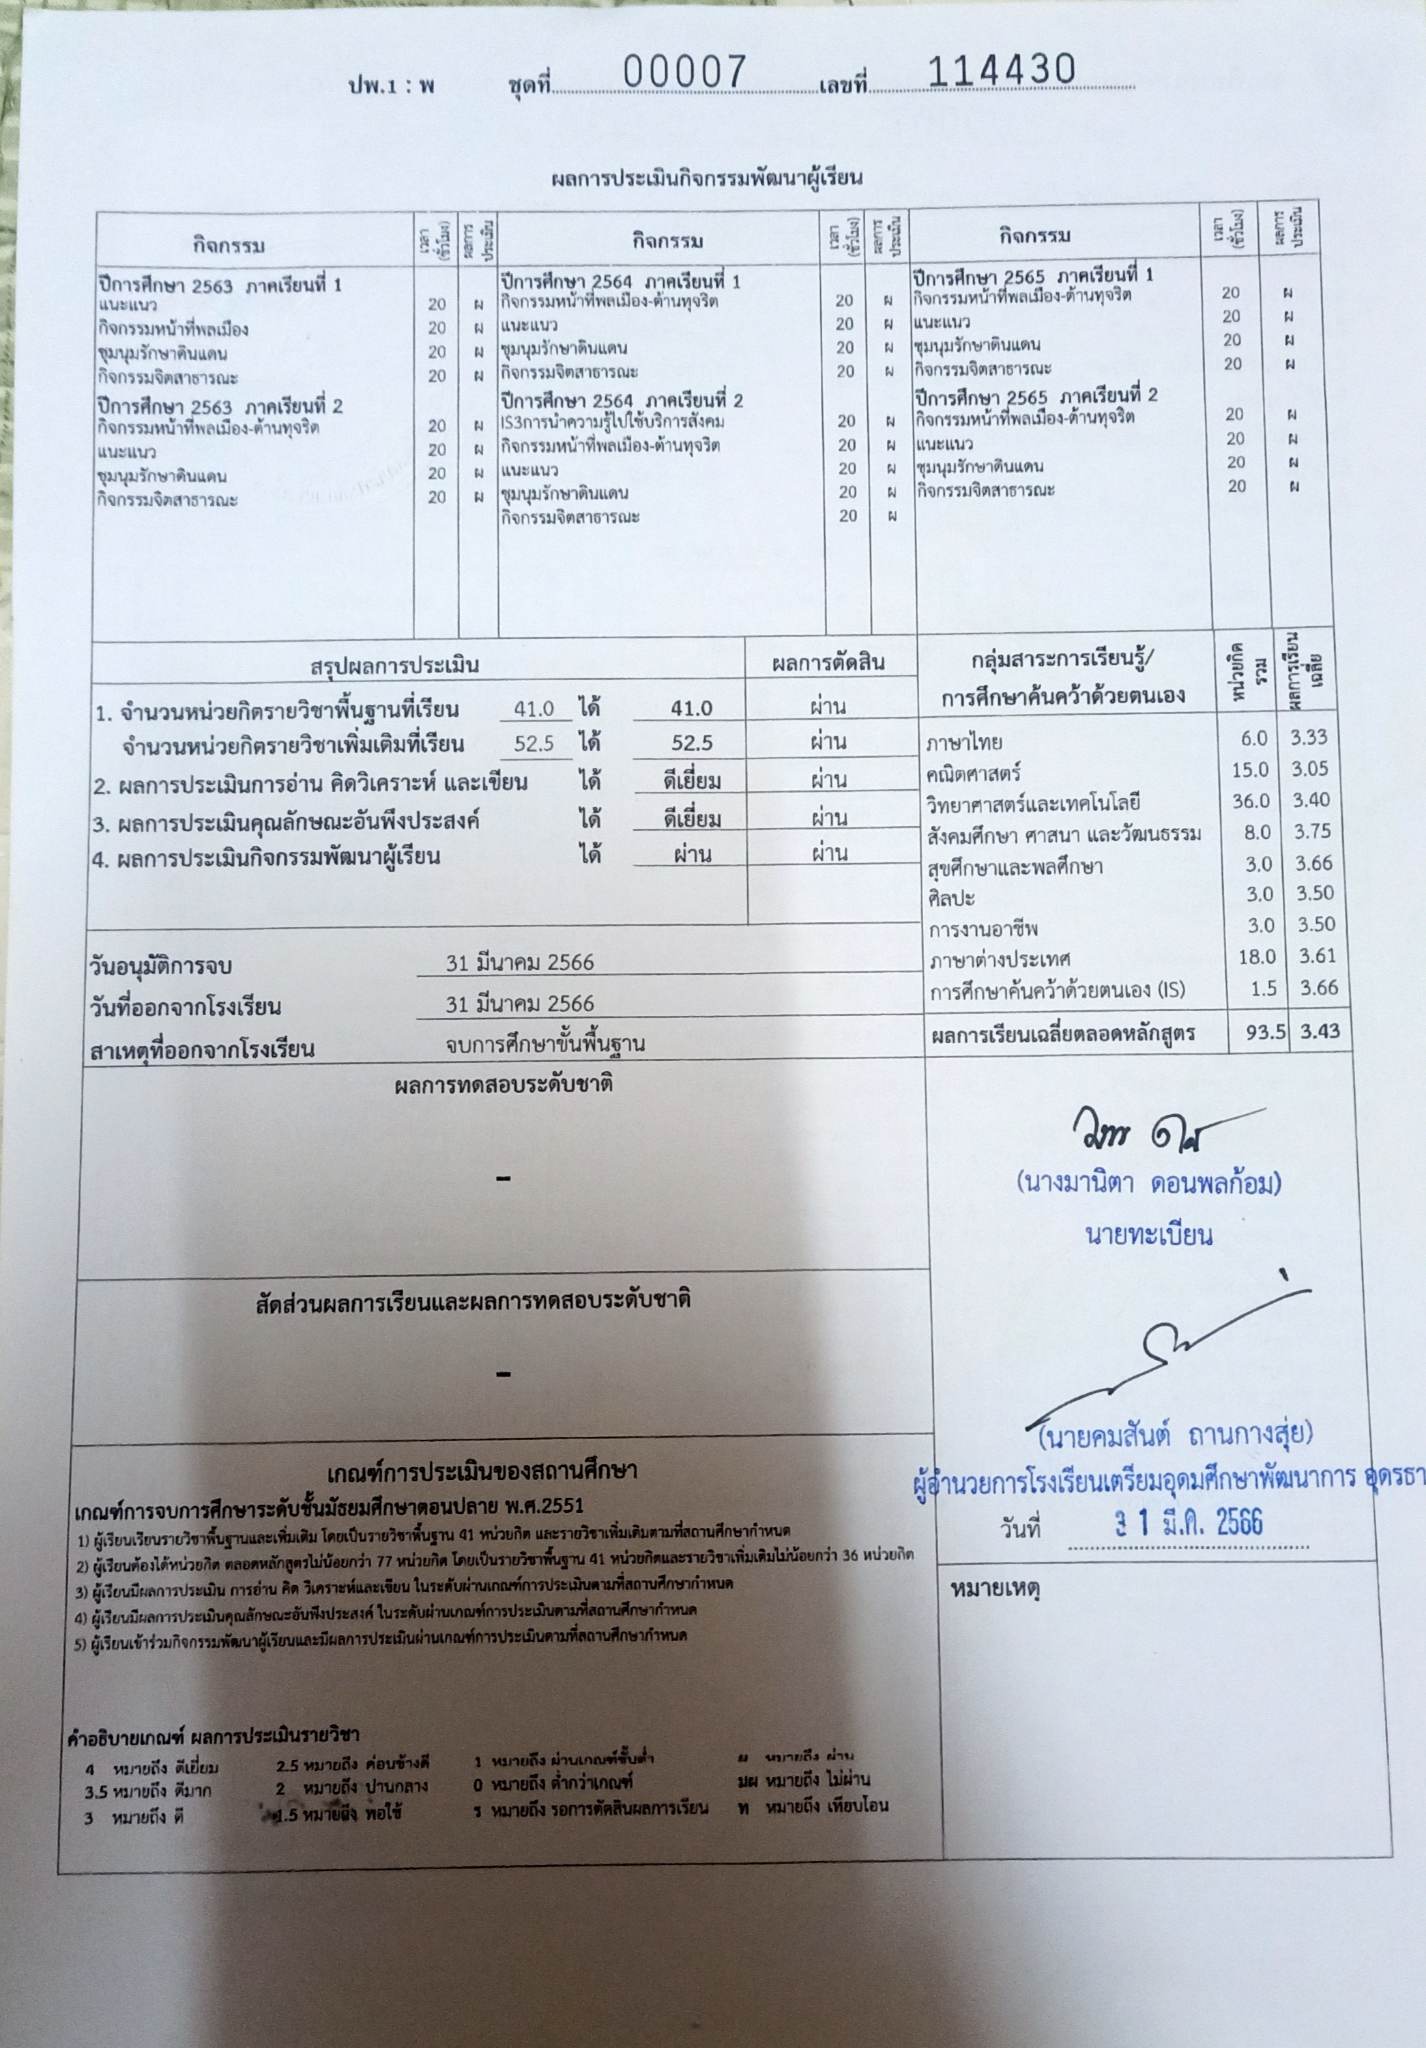 ปพ.1 : พ ชุดที่ 00007 เลขที่ 114430
ผลการประเมินกิจกรรมพัฒนาผู้เรียน
กิจกรรม เวลา (ชั่วโมง) ผลการประเมิน กิจกรรม เวลา (ชั่วโมง) ผลการประเมิน กิจกรรม เวลา (ชั่วโมง) ผลการประเมิน
ปีการศึกษา 2563 ภาคเรียนที่ 1
แนะแนว 20 ผ
กิจกรรมหน้าที่พลเมือง 20 ผ
ชุมนุมรักษาดินแดน 20 ผ
กิจกรรมจิตสาธารณะ 20 ผ
ปีการศึกษา 2563 ภาคเรียนที่ 2
กิจกรรมหน้าที่พลเมือง-ต้านทุจริต 20 ผ
แนะแนว 20 ผ
ชุมนุมรักษาดินแดน 20 ผ
กิจกรรมจิตสาธารณะ 20 ผ
ปีการศึกษา 2564 ภาคเรียนที่ 1
กิจกรรมหน้าที่พลเมือง-ต้านทุจริต 20 ผ
แนะแนว 20 ผ
ชุมนุมรักษาดินแดน 20 ผ
กิจกรรมจิตสาธารณะ 20 ผ
ปีการศึกษา 2564 ภาคเรียนที่ 2
IS3การนำความรู้ไปใช้บริการสังคม 20 ผ
กิจกรรมหน้าที่พลเมือง-ต้านทุจริต 20 ผ
แนะแนว 20 ผ
ชุมนุมรักษาดินแดน 20 ผ
กิจกรรมจิตสาธารณะ 20 ผ
ปีการศึกษา 2565 ภาคเรียนที่ 1
กิจกรรมหน้าที่พลเมือง-ต้านทุจริต 20 ผ
แนะแนว 20 ผ
ชุมนุมรักษาดินแดน 20 ผ
กิจกรรมจิตสาธารณะ 20 ผ
ปีการศึกษา 2565 ภาคเรียนที่ 2
กิจกรรมหน้าที่พลเมือง-ต้านทุจริต 20 ผ
แนะแนว 20 ผ
ชุมนุมรักษาดินแดน 20 ผ
กิจกรรมจิตสาธารณะ 20 ผ
สรุปผลการประเมิน ผลการตัดสิน
1. จำนวนหน่วยกิตรายวิชาพื้นฐานที่เรียน 41.0 ได้ 41.0 ผ่าน
จำนวนหน่วยกิตรายวิชาเพิ่มเติมที่เรียน 52.5 ได้ 52.5 ผ่าน
2. ผลการประเมินการอ่าน คิดวิเคราะห์ และเขียน ได้ ดีเยี่ยม ผ่าน
3. ผลการประเมินคุณลักษณะอันพึงประสงค์ ได้ ดีเยี่ยม ผ่าน
4. ผลการประเมินกิจกรรมพัฒนาผู้เรียน ได้ ผ่าน ผ่าน
วันอนุมัติการจบ 31 มีนาคม 2566
วันที่ออกจากโรงเรียน 31 มีนาคม 2566
สาเหตุที่ออกจากโรงเรียน จบการศึกษาขั้นพื้นฐาน
กลุ่มสาระการเรียนรู้/ การศึกษาค้นคว้าด้วยตนเอง หน่วยกิตรวม ผลการเรียนเฉลี่ย
ภาษาไทย 6.0 3.33
คณิตศาสตร์ 15.0 3.05
วิทยาศาสตร์และเทคโนโลยี 36.0 3.40
สังคมศึกษา ศาสนา และวัฒนธรรม 8.0 3.75
สุขศึกษาและพลศึกษา 3.0 3.66
ศิลปะ 3.0 3.50
การงานอาชีพ 3.0 3.50
ภาษาต่างประเทศ 18.0 3.61
การศึกษาค้นคว้าด้วยตนเอง (IS) 1.5 3.66
ผลการเรียนเฉลี่ยตลอดหลักสูตร 93.5 3.43
ผลการทดสอบระดับชาติ
-
สัดส่วนผลการเรียนและผลการทดสอบระดับชาติ
-
(นางมานิตา ดอนพลก้อม)
นายทะเบียน
(นายคมสันต์ ถานกางสุ่ย)
ผู้อำนวยการโรงเรียนเตรียมอุดมศึกษาพัฒนาการ อุดรธา
วันที่ 31 มี.ค. 2566
หมายเหตุ
เกณฑ์การประเมินของสถานศึกษา
เกณฑ์การจบการศึกษาระดับชั้นมัธยมศึกษาตอนปลาย พ.ศ.2551
1) ผู้เรียนเรียนรายวิชาพื้นฐานและเพิ่มเติม โดยเป็นรายวิชาพื้นฐาน 41 หน่วยกิต และรายวิชาเพิ่มเติมตามที่สถานศึกษากำหนด
2) ผู้เรียนต้องได้หน่วยกิต ตลอดหลักสูตรไม่น้อยกว่า 77 หน่วยกิต โดยเป็นรายวิชาพื้นฐาน 41 หน่วยกิตและรายวิชาเพิ่มเติมไม่น้อยกว่า 36 หน่วยกิต
3) ผู้เรียนมีผลการประเมิน การอ่าน คิด วิเคราะห์และเขียน ในระดับผ่านเกณฑ์การประเมินตามที่สถานศึกษากำหนด
4) ผู้เรียนมีผลการประเมินคุณลักษณะอันพึงประสงค์ ในระดับผ่านเกณฑ์การประเมินตามที่สถานศึกษากำหนด
5) ผู้เรียนเข้าร่วมกิจกรรมพัฒนาผู้เรียนและมีผลการประเมินผ่านเกณฑ์การประเมินตามที่สถานศึกษากำหนด
คำอธิบายเกณฑ์ ผลการประเมินรายวิชา
4 หมายถึง ดีเยี่ยม 2.5 หมายถึง ค่อนข้างดี 1 หมายถึง ผ่านเกณฑ์ขั้นต่ำ ผ หมายถึง ผ่าน
3.5 หมายถึง ดีมาก 2 หมายถึง ปานกลาง 0 หมายถึง ต่ำกว่าเกณฑ์ มผ หมายถึง ไม่ผ่าน
3 หมายถึง ดี 1.5 หมายถึง พอใช้ ร หมายถึง รอการตัดสินผลการเรียน ท หมายถึง เทียบโอน